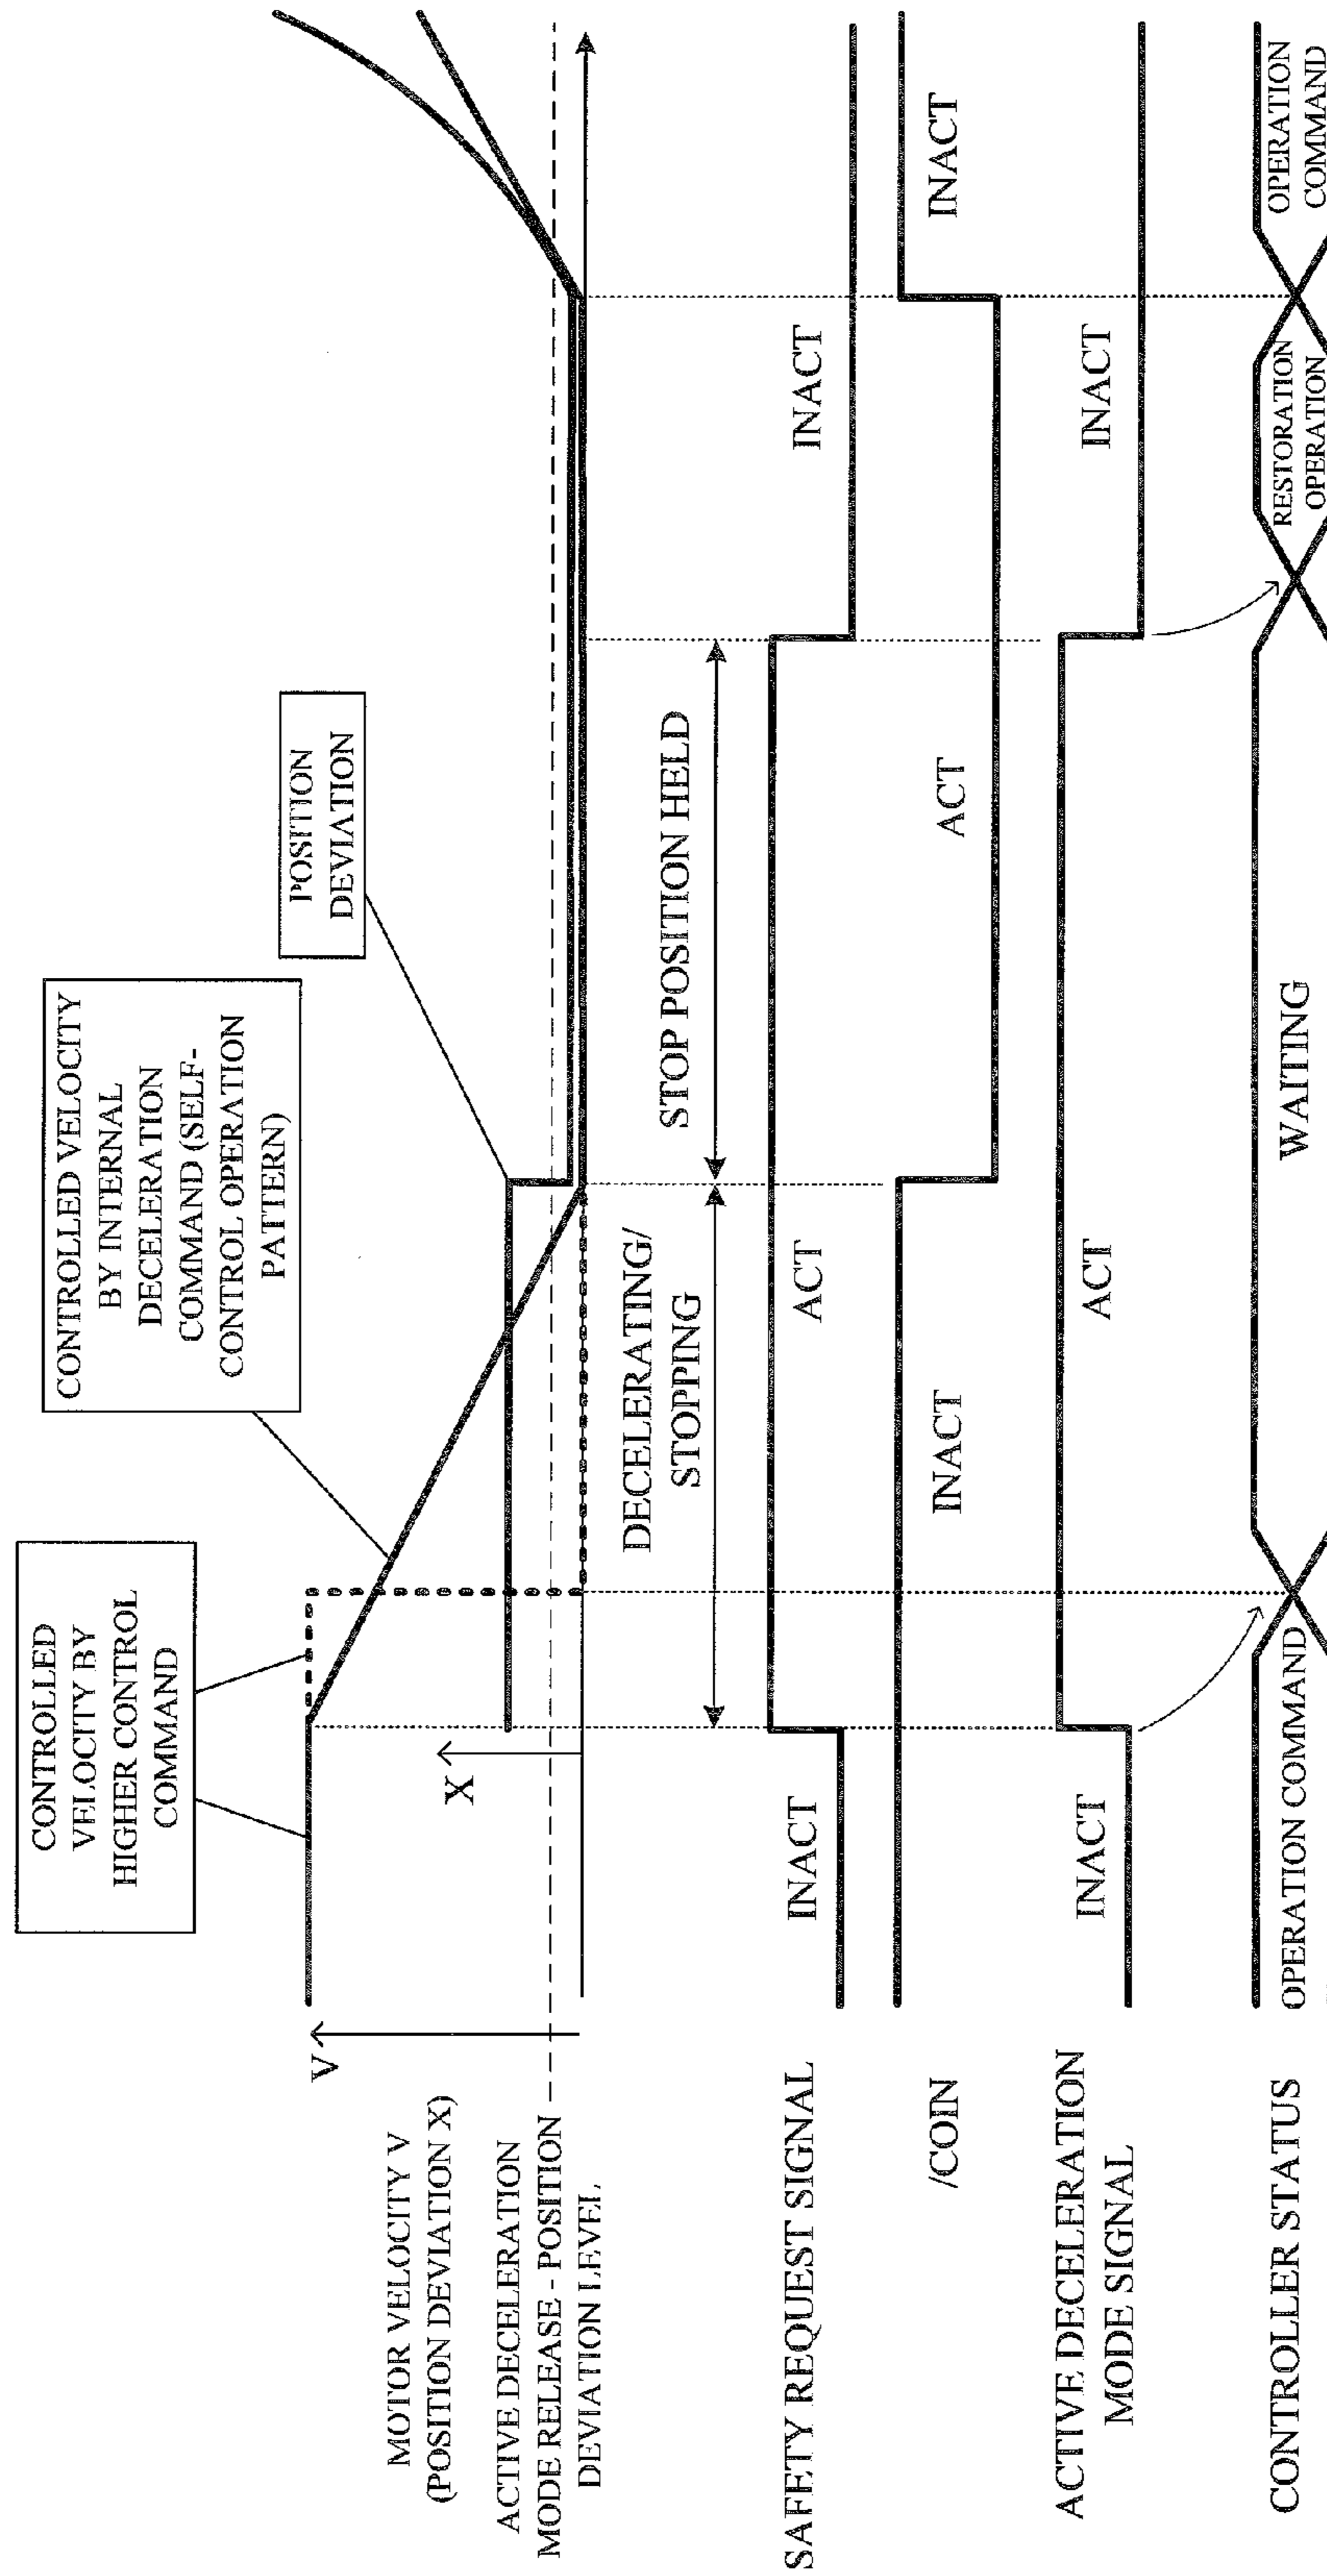 CONTROLLED
VELOCITY BY
HIGHER CONTROL
COMMAND
CONTROLLED VELOCITY
BY INTERNAL
DECELERATION
COMMAND (SELF-
CONTROL OPERATION
PATTERN)
POSITION
DEVIATION
V
X
MOTOR VELOCITY V
(POSITION DEVIATION X)
ACTIVE DECELERATION
MODE RELEASE - POSITION
DEVIATION LEVEL
DECELERATING/
STOPPING
STOP POSITION HELD
SAFETY REQUEST SIGNAL
INACT
ACT
INACT
/COIN
INACT
ACT
INACT
ACTIVE DECELERATION
MODE SIGNAL
INACT
ACT
INACT
CONTROLLER STATUS
OPERATION COMMAND
WAITING
RESTORATION
OPERATION
OPERATION
COMMAND